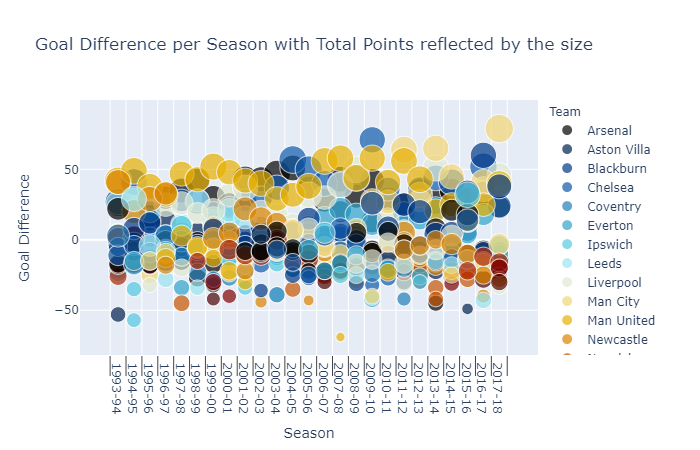 Goal Difference per Season with Total Points reflected by the size
Team
Arsenal
Aston Villa
Blackburn
Chelsea
Coventry
Everton
Ipswich
Leeds
Liverpool
Man City
Man United
Newcastle
Goal Difference
50
0
−50
1993-94
1994-95
1995-96
1996-97
1997-98
1998-99
1999-00
2000-01
2001-02
2002-03
2003-04
2004-05
2005-06
2006-07
2007-08
2008-09
2009-10
2010-11
2011-12
2012-13
2013-14
2014-15
2015-16
2016-17
2017-18
Season